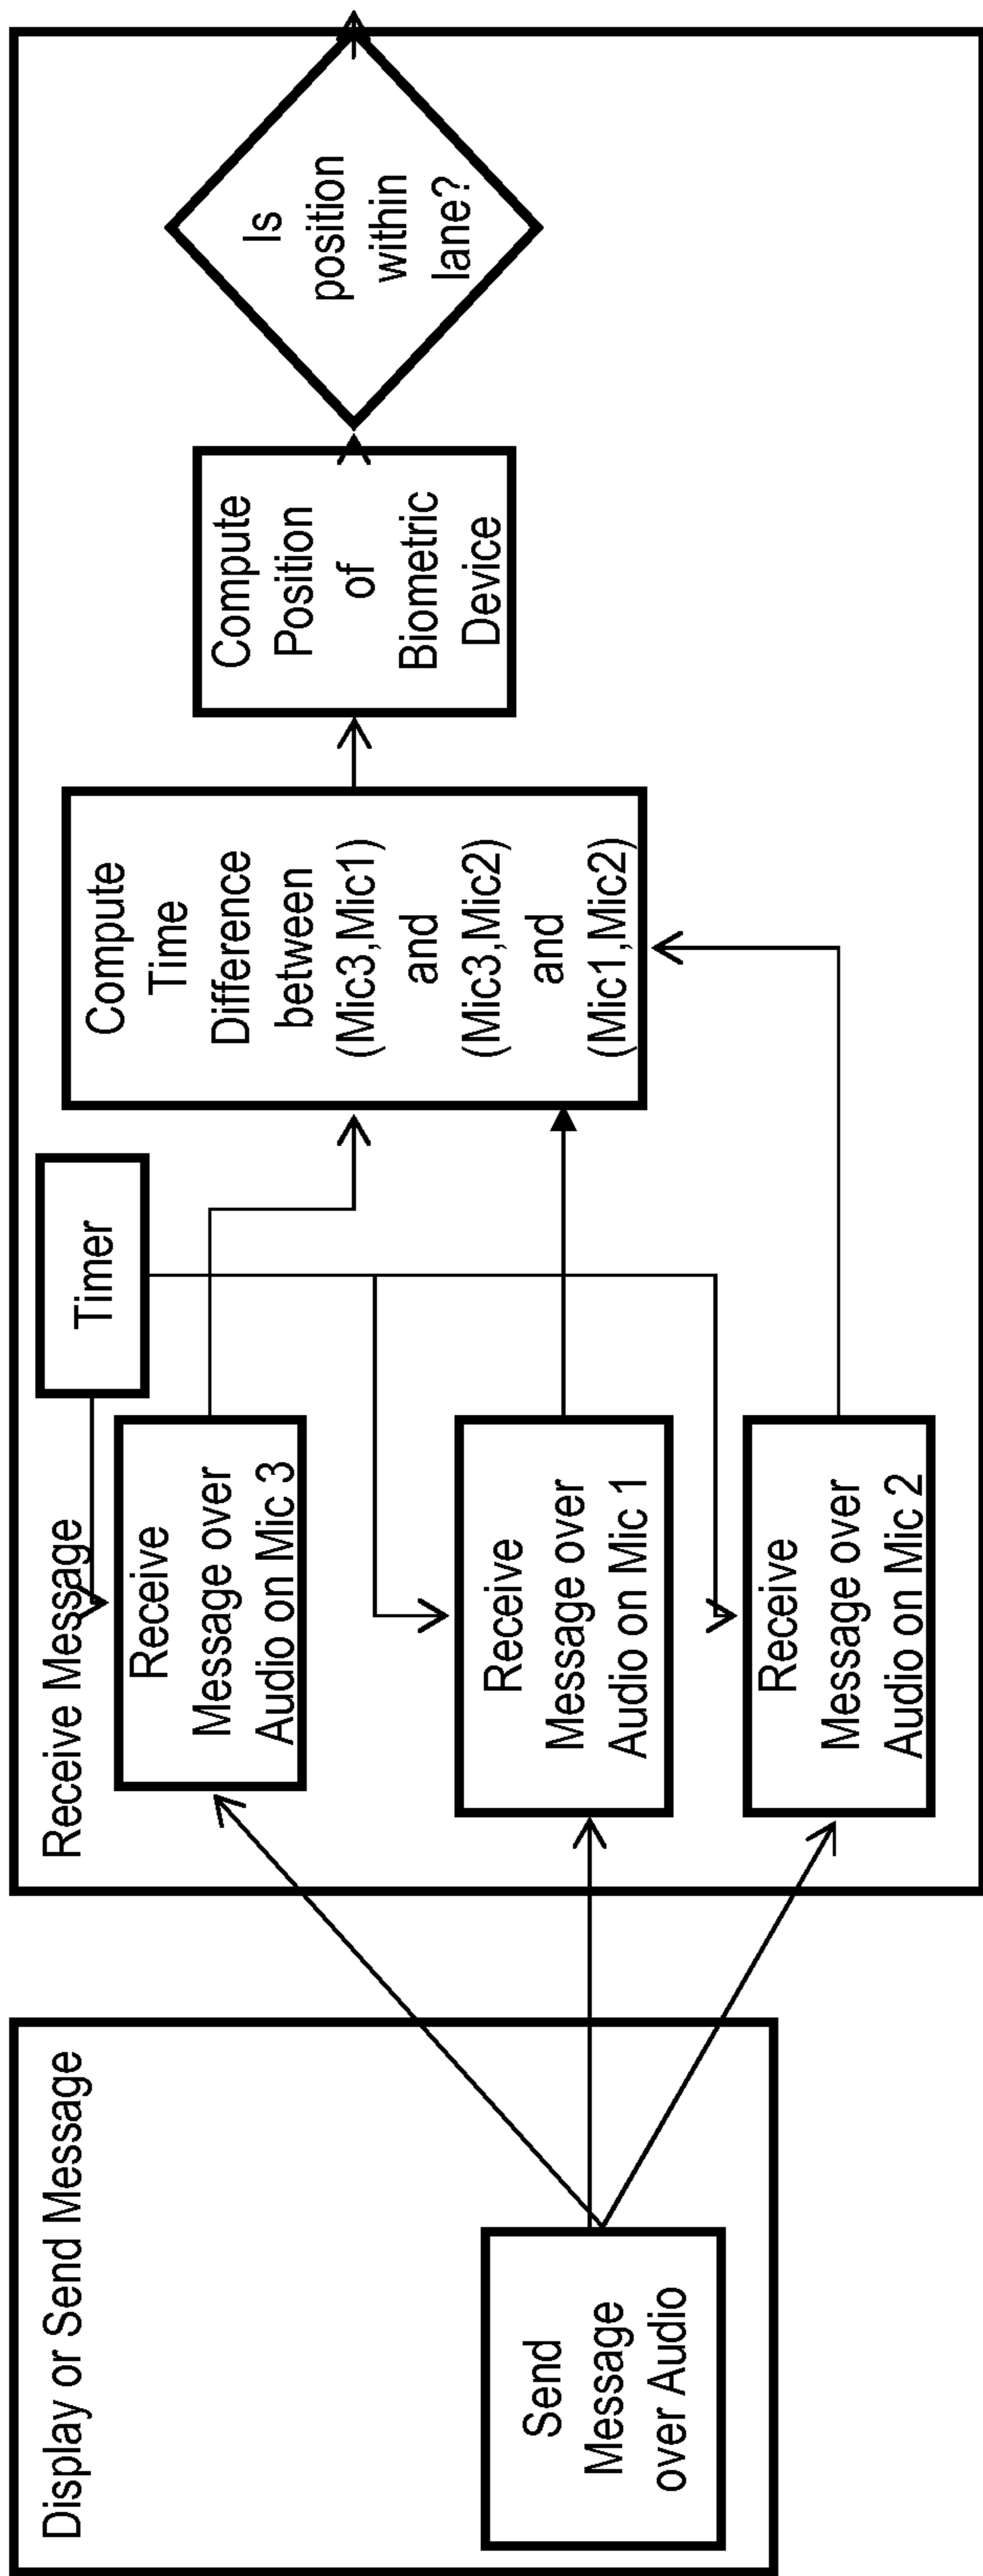 Display or Send Message
Send
Message
over Audio
Receive Message
Timer
Receive
Message over
Audio on Mic 3
Receive
Message over
Audio on Mic 1
Receive
Message over
Audio on Mic 2
Compute
Time
Difference
between
(Mic3,Mic1)
and
(Mic3,Mic2)
and
(Mic1,Mic2)
Compute
Position
of
Biometric
Device
Is
position
within
lane?